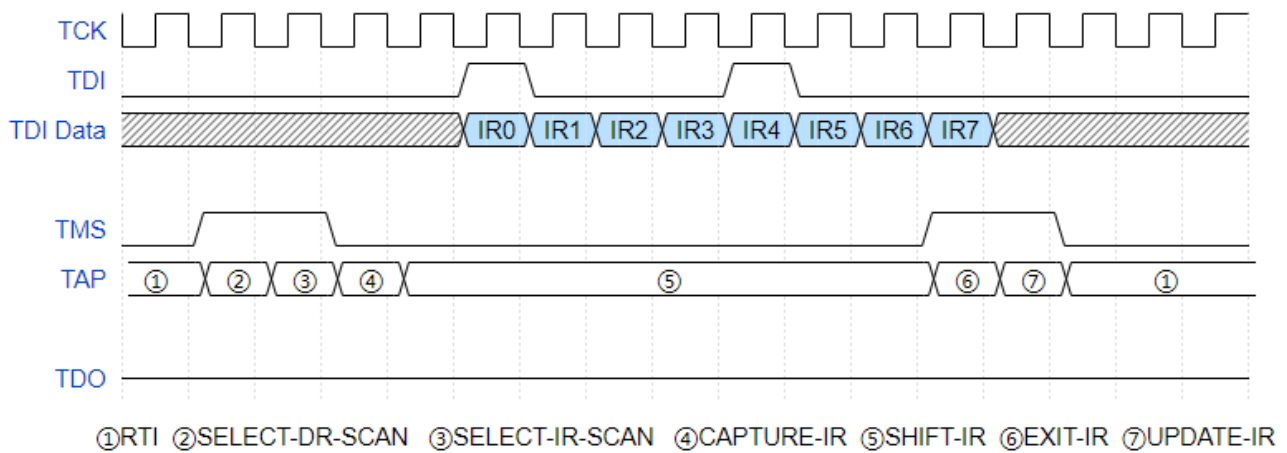 TCK
TDI
TDI Data IR0 IR1 IR2 IR3 IR4 IR5 IR6 IR7
TMS
TAP ① ② ③ ④ ⑤ ⑥ ⑦ ①
TDO
①RTI ②SELECT-DR-SCAN ③SELECT-IR-SCAN ④CAPTURE-IR ⑤SHIFT-IR ⑥EXIT-IR ⑦UPDATE-IR